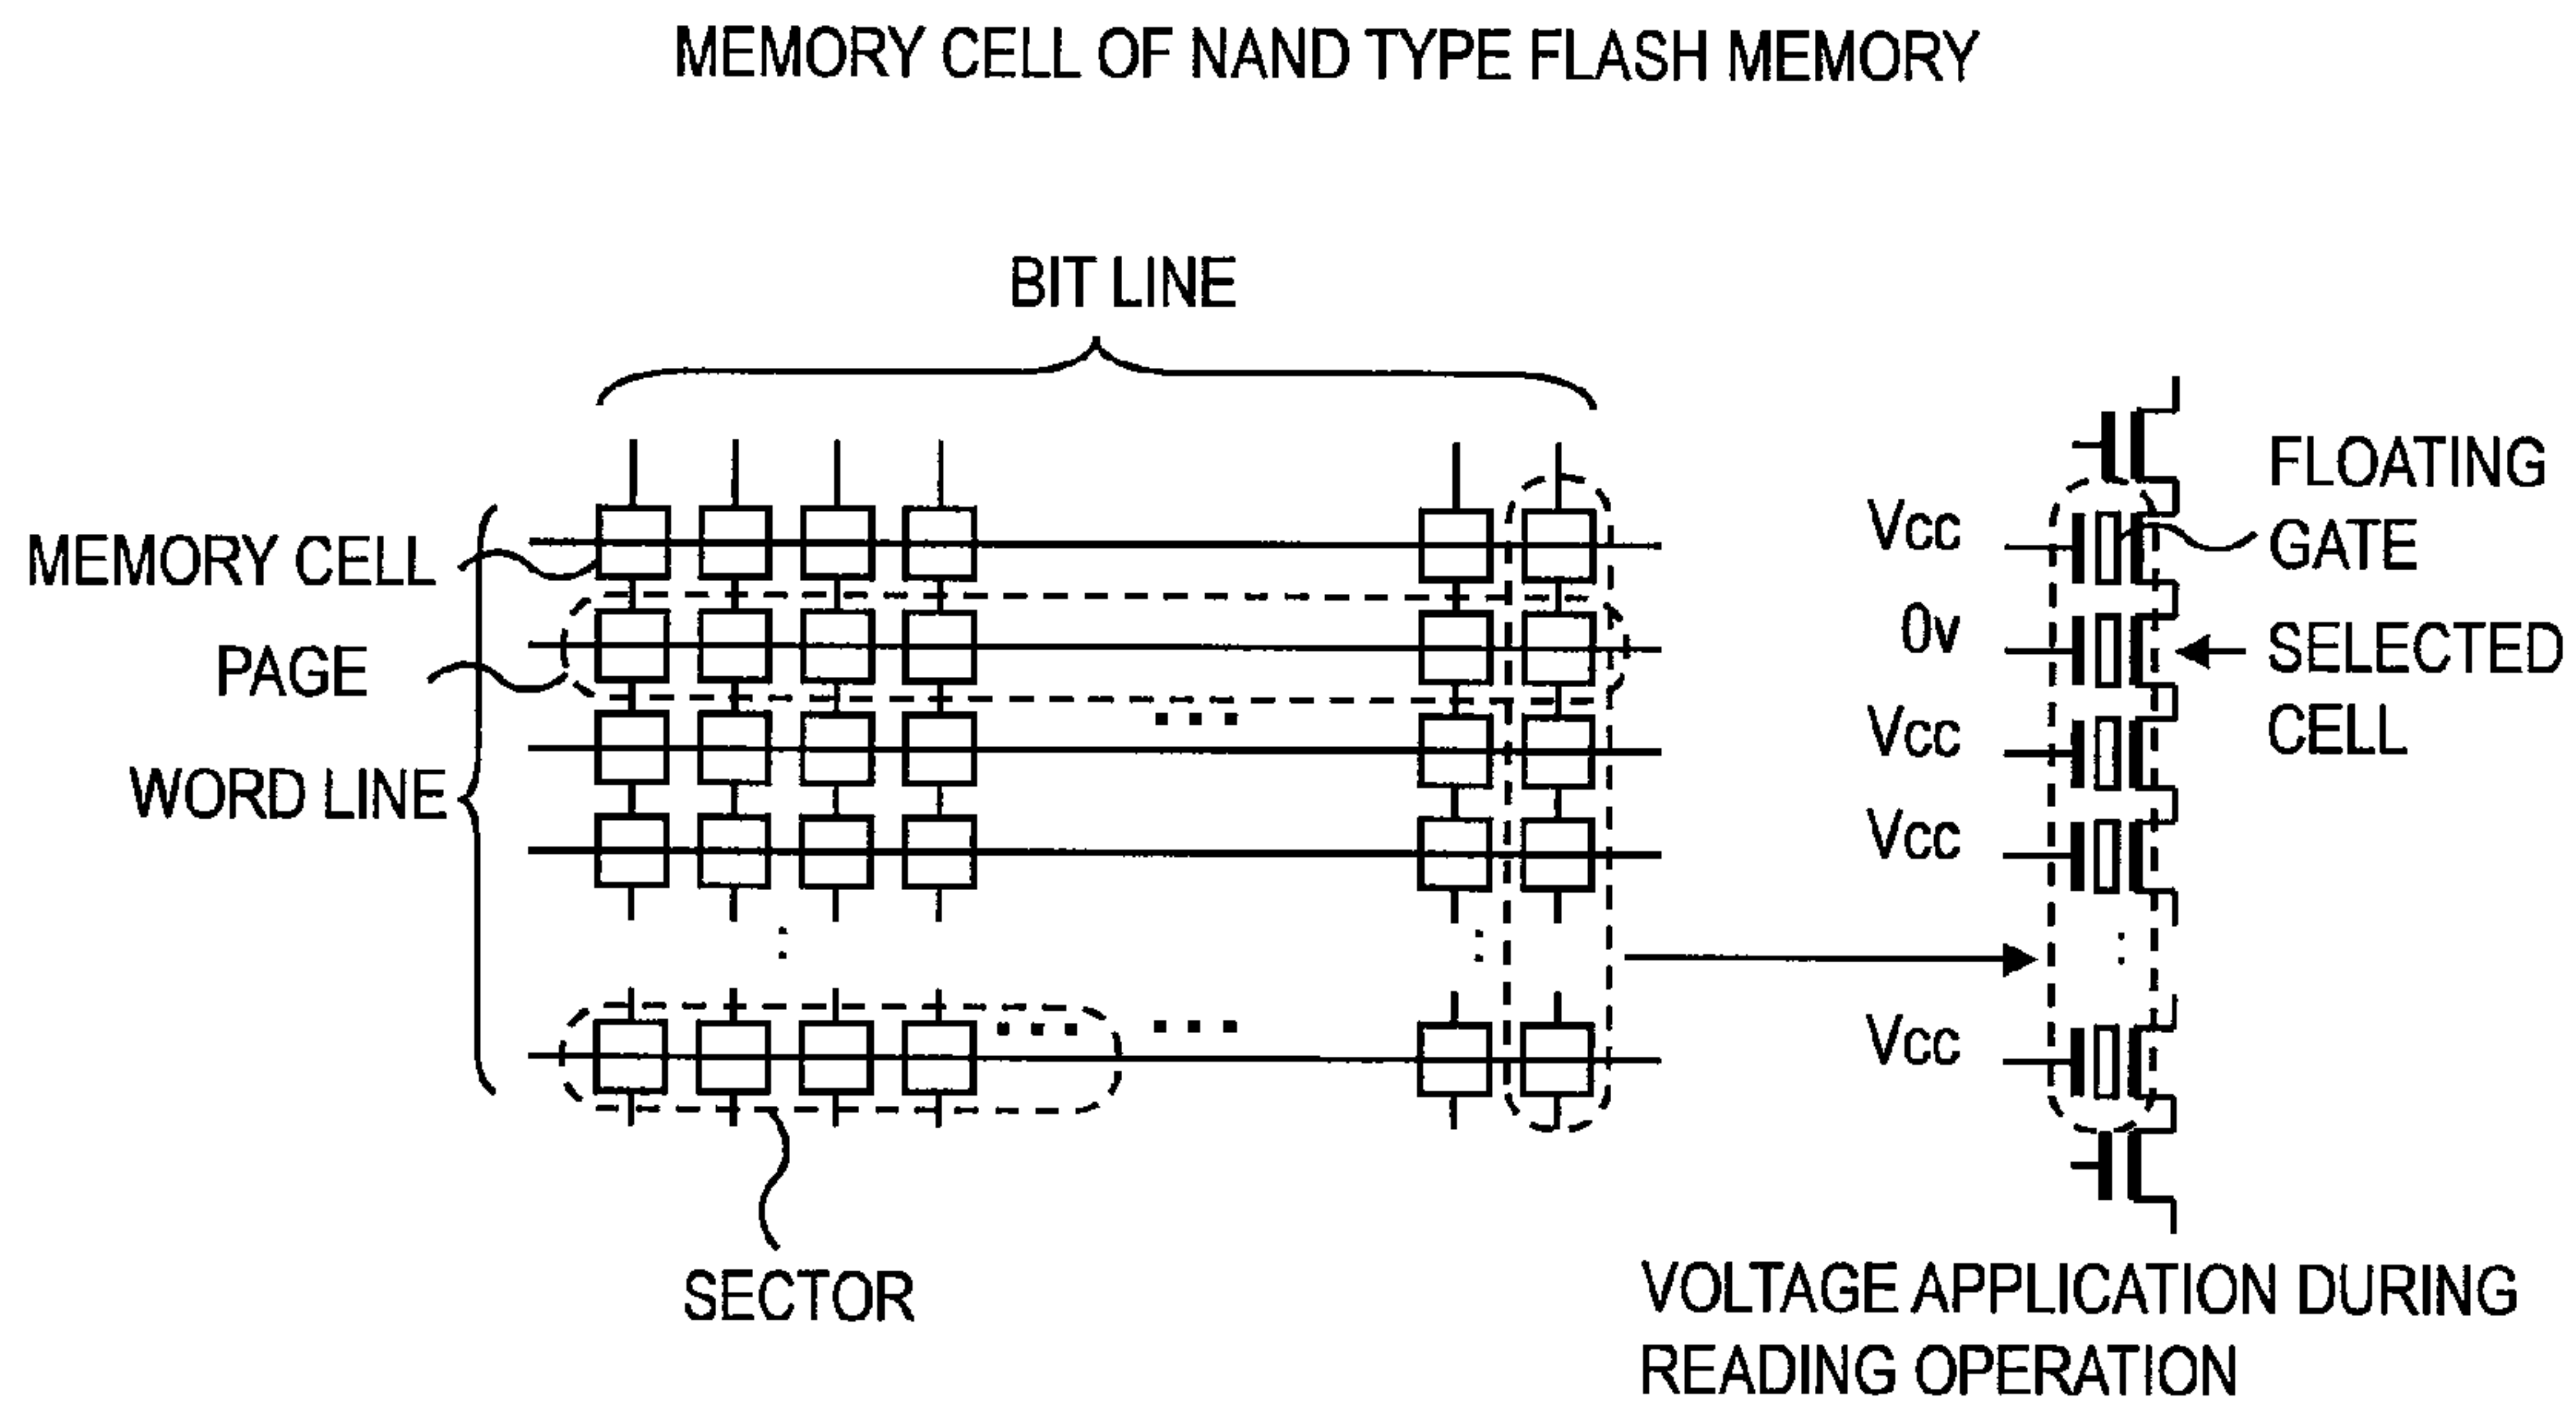 MEMORY CELL OF NAND TYPE FLASH MEMORY
BIT LINE
MEMORY CELL
PAGE
WORD LINE
SECTOR
Vcc
0v
Vcc
Vcc
Vcc
FLOATING
GATE
SELECTED
CELL
VOLTAGE APPLICATION DURING
READING OPERATION